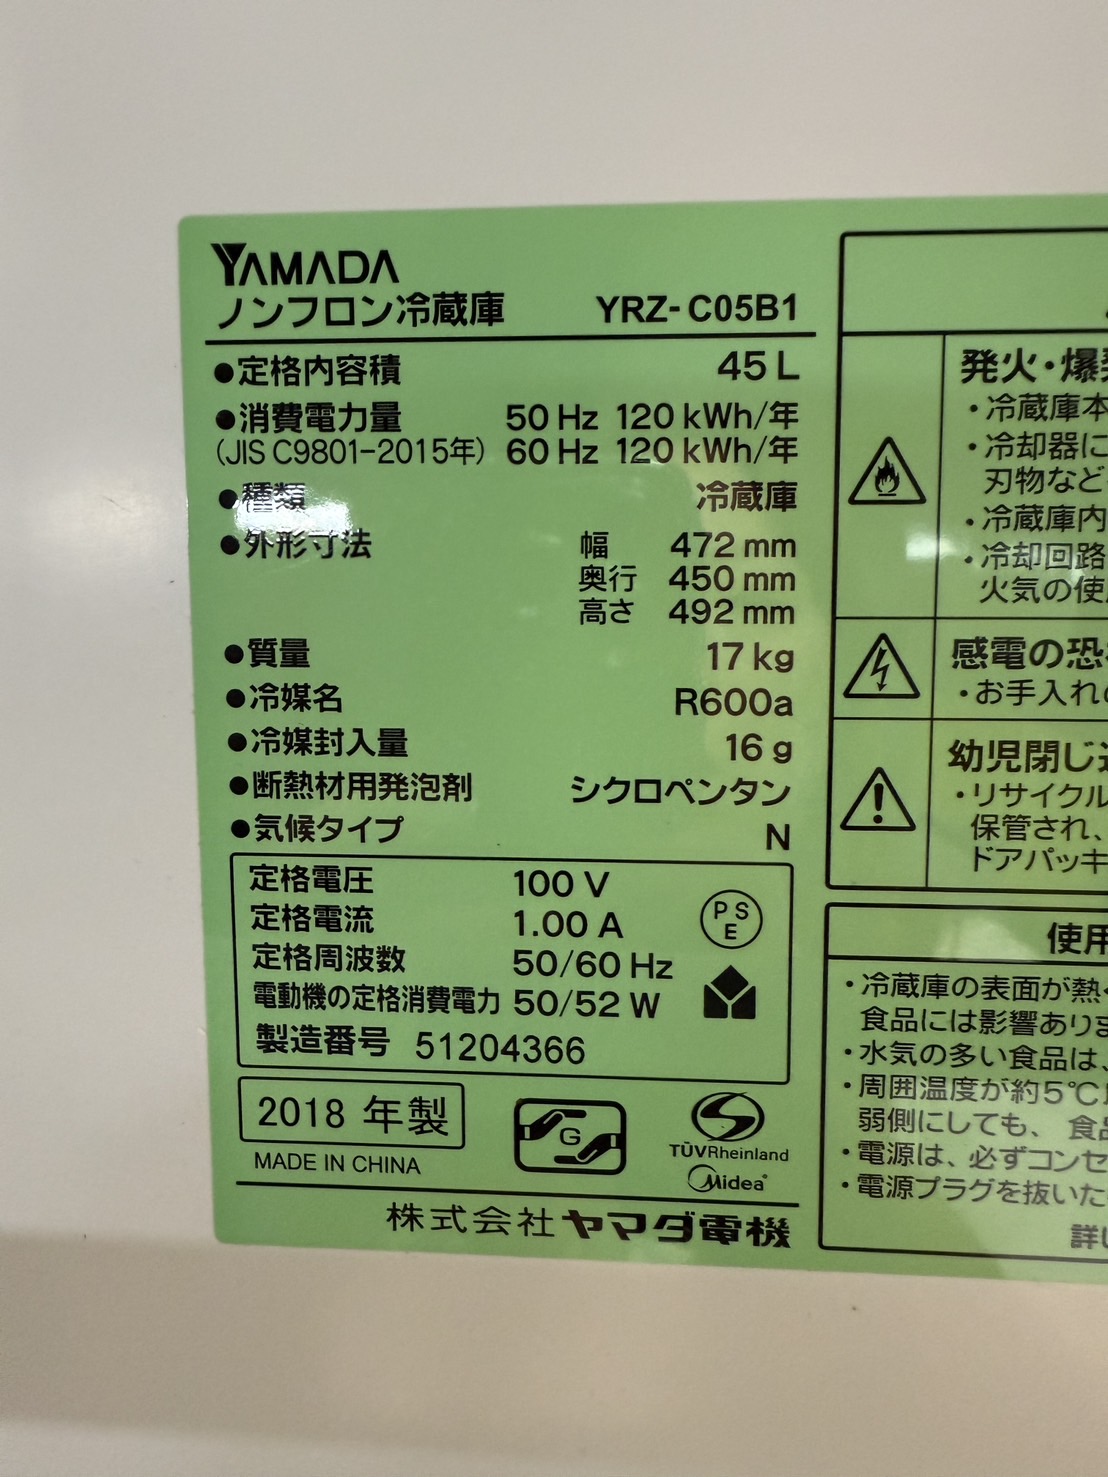 YAMADA
ノンフロン冷蔵庫 YRZ-C05B1
●定格内容積 45 L
●消費電力量 50 Hz 120 kWh/年
(JIS C9801-2015年) 60 Hz 120 kWh/年
●種類 冷蔵庫
●外形寸法 幅 472 mm
奥行 450 mm
高さ 492 mm
●質量 17 kg
●冷媒名 R600a
●冷媒封入量 16 g
●断熱材用発泡剤 シクロペンタン
●気候タイプ N
定格電圧 100 V
定格電流 1.00 A
定格周波数 50/60 Hz
電動機の定格消費電力 50/52 W
製造番号 51204366
PSE
2018 年製
MADE IN CHINA
G
TÜVRheinland
Midea
株式会社ヤマダ電機
発火・爆発
・冷蔵庫本
・冷却器に
刃物など
・冷蔵庫内
・冷却回路
火気の使用
感電の恐
・お手入れの
幼児閉じ込
・リサイクル
保管され、
ドアパッキ
使用
・冷蔵庫の表面が熱く
食品には影響ありま
・水気の多い食品は、
・周囲温度が約5℃以
弱側にしても、食品
・電源は、必ずコンセ
・電源プラグを抜いた
詳し